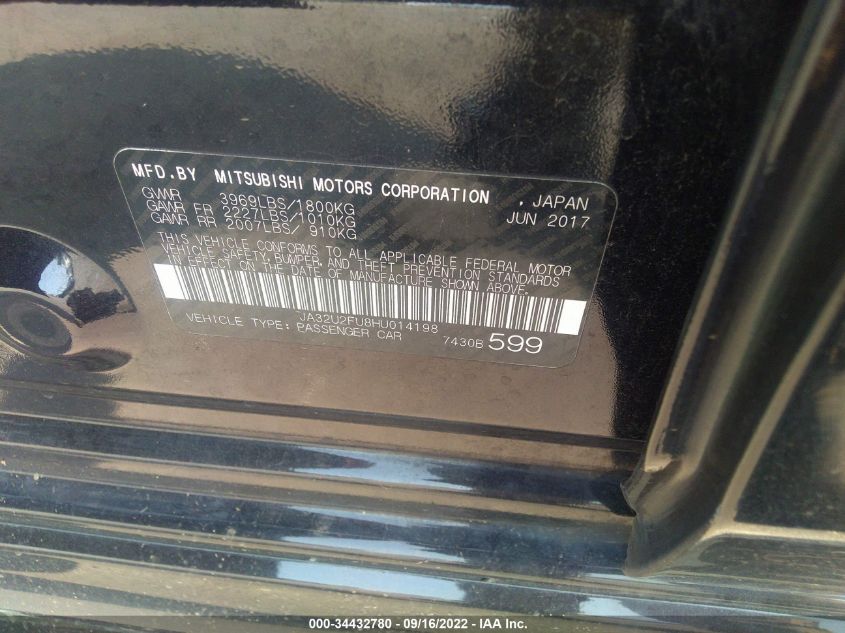 MFD.BY MITSUBISHI MOTORS CORPORATION , JAPAN
GVWR 3969LBS/1800KG JUN 2017
GAWR FR 2227LBS/1010KG
GAWR RR 2007LBS/ 910KG
THIS VEHICLE CONFORMS TO ALL APPLICABLE FEDERAL MOTOR
VEHICLE SAFETY, BUMPER, AND THEFT PREVENTION STANDARDS
IN EFFECT ON THE DATE OF MANUFACTURE SHOWN ABOVE.
JA32U2FU8HU014198
VEHICLE TYPE: PASSENGER CAR 7430B 599
000-34432780 - 09/16/2022 - IAA Inc.